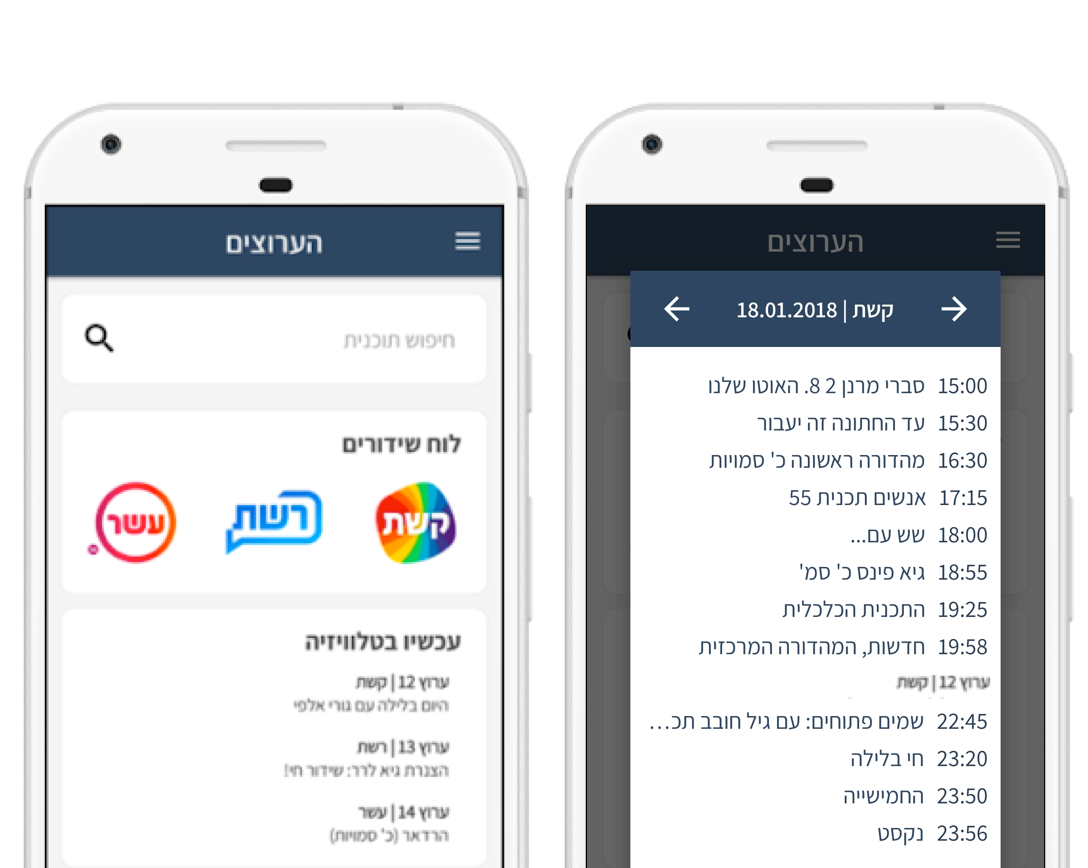 הערוצים
חיפוש תוכנית
לוח שידורים
קשת
רשת
עשר
עכשיו בטלוויזיה
ערוץ 12 | קשת
היום בלילה עם גורי אלפי
ערוץ 13 | רשת
הצנרת גיא לרר: שידור חי!
ערוץ 14 | עשר
הרדאר (כ' סמויות)
הערוצים
קשת | 18.01.2018
15:00 סברי מרנן 2 8. האוטו שלנו
15:30 עד החתונה זה יעבור
16:30 מהדורה ראשונה כ' סמויות
17:15 אנשים תכנית 55
18:00 שש עם...
18:55 גיא פינס כ' סמ'
19:25 התכנית הכלכלית
19:58 חדשות, המהדורה המרכזית
ערוץ 12 | קשת
22:45 שמים פתוחים: עם גיל חובב תכ...
23:20 חי בלילה
23:50 החמישייה
23:56 נקסט